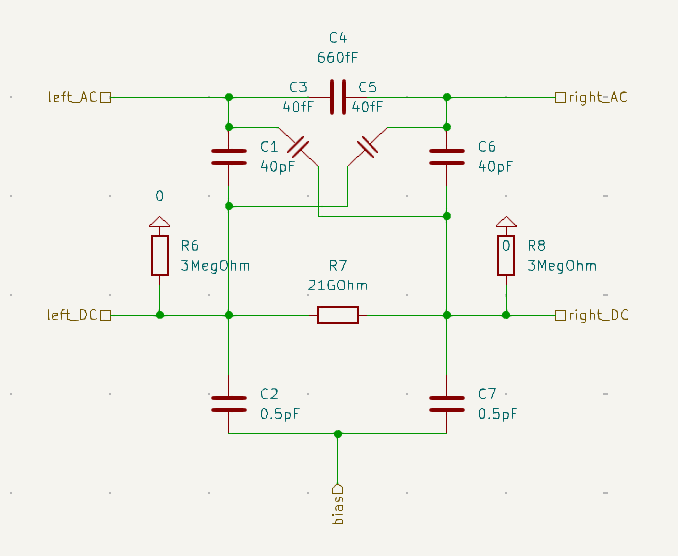 C4
660fF
C3
C5
40fF
40fF
left_AC
right_AC
C1
40pF
C6
40pF
0
R6
3MegOhm
0
R8
3MegOhm
R7
21GOhm
left_DC
right_DC
C2
0.5pF
C7
0.5pF
bias